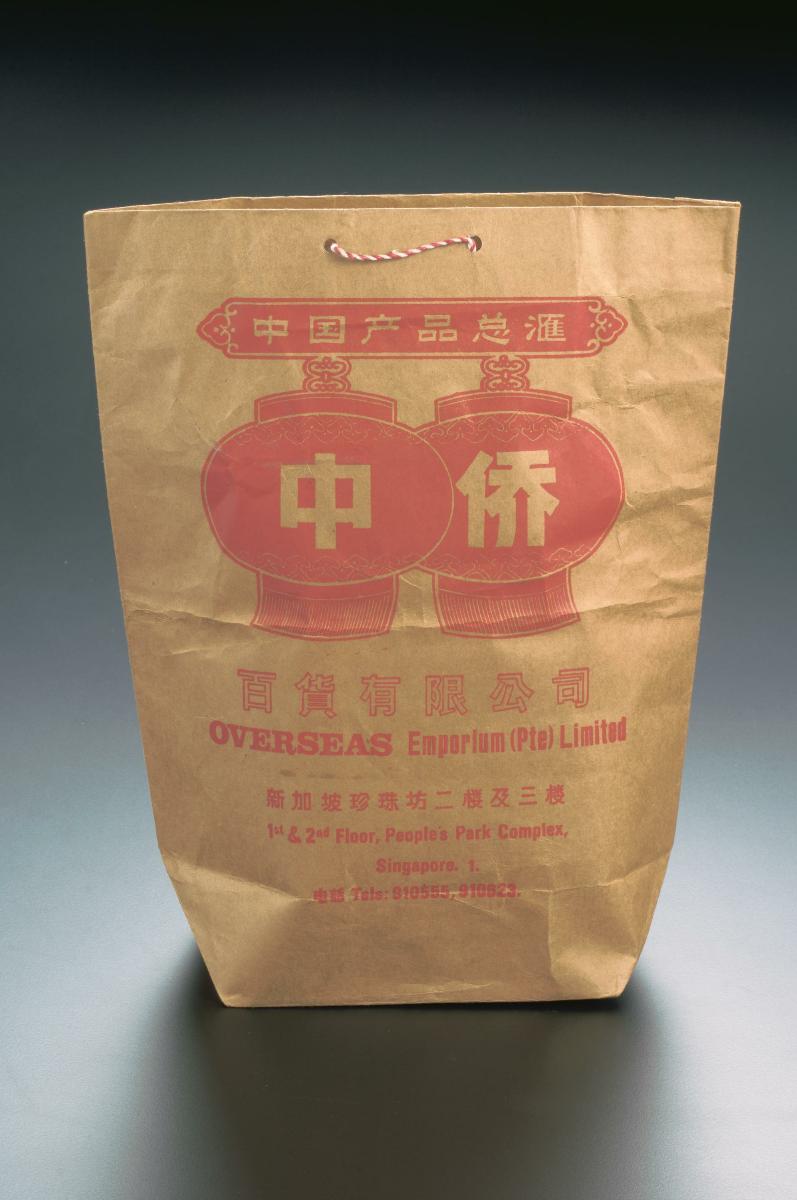 中国产品总滙
中侨
百貨有限公司
OVERSEAS Emporium (Pte) Limited
新加坡珍珠坊二楼及三楼
1st & 2nd Floor, People's Park Complex,
Singapore. 1.
电話 Tels: 910555, 910623.